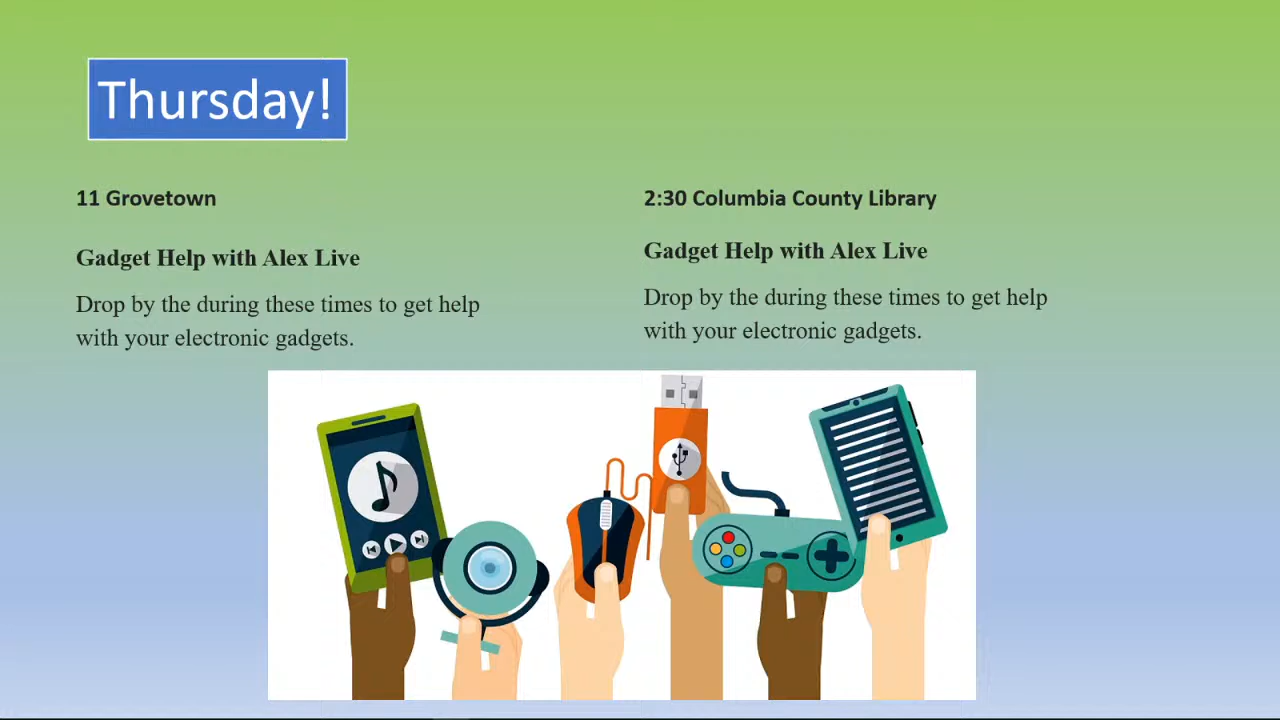 Thursday!
11 Grovetown
Gadget Help with Alex Live
Drop by the during these times to get help
with your electronic gadgets.
2:30 Columbia County Library
Gadget Help with Alex Live
Drop by the during these times to get help
with your electronic gadgets.